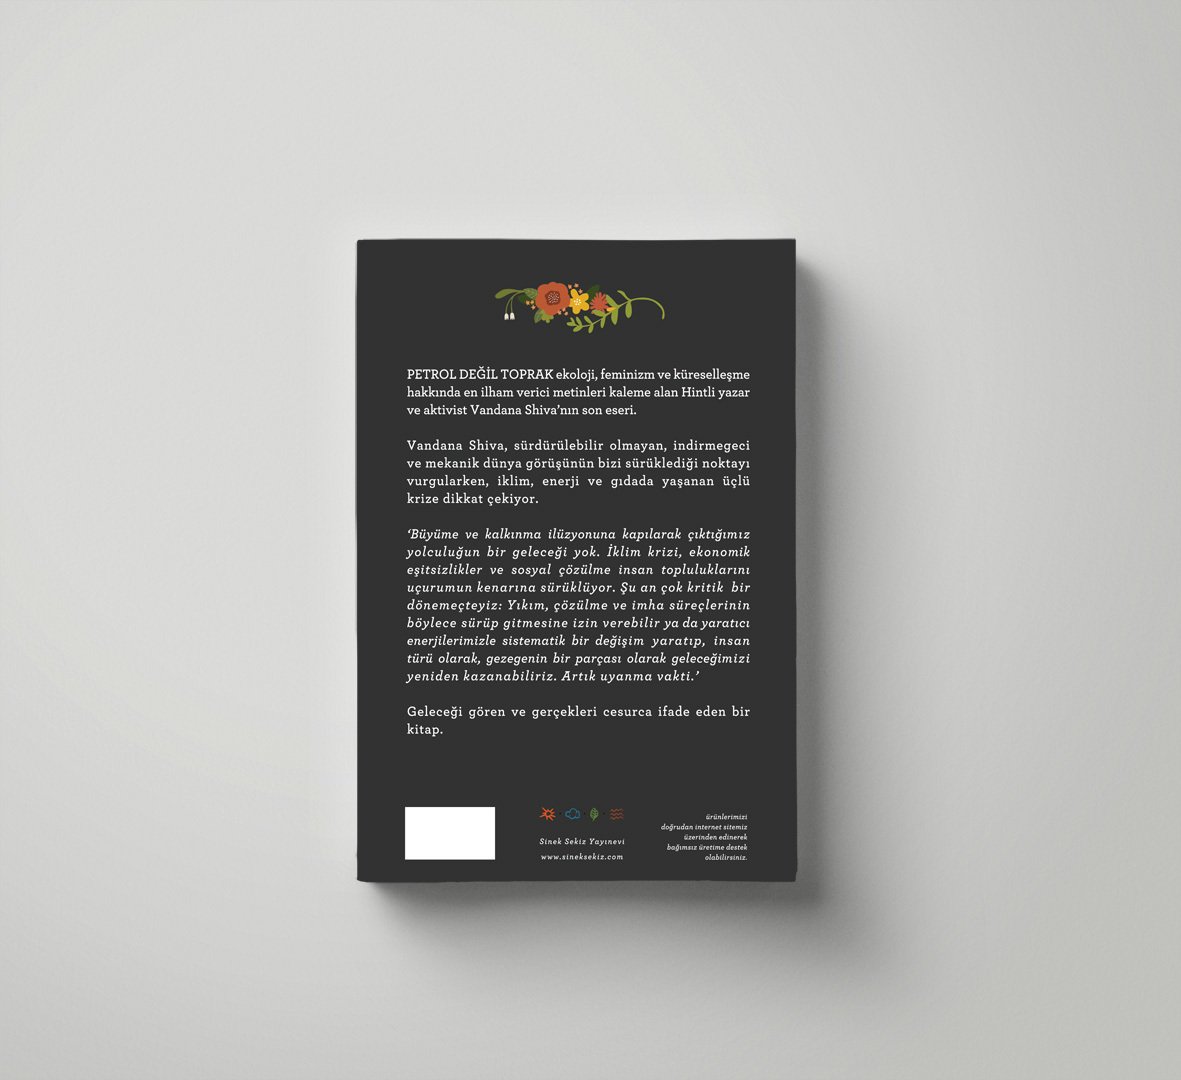 PETROL DEĞİL TOPRAK ekoloji, feminizm ve küreselleşme
hakkında en ilham verici metinleri kaleme alan Hintli yazar
ve aktivist Vandana Shiva’nın son eseri.
Vandana Shiva, sürdürülebilir olmayan, indirmegeci
ve mekanik dünya görüşünün bizi sürüklediği noktayı
vurgularken, iklim, enerji ve gıdada yaşanan üçlü
krize dikkat çekiyor.
‘Büyüme ve kalkınma ilüzyonuna kapılarak çıktığımız
yolculuğun bir geleceği yok. İklim krizi, ekonomik
eşitsizlikler ve sosyal çözülme insan topluluklarını
uçurumun kenarına sürüklüyor. Şu an çok kritik bir
dönemeçteyiz: Yıkım, çözülme ve imha süreçlerinin
böylece sürüp gitmesine izin verebilir ya da yaratıcı
enerjilerimizle sistematik bir değişim yaratıp, insan
türü olarak, gezegenin bir parçası olarak geleceğimizi
yeniden kazanabiliriz. Artık uyanma vakti.’
Geleceği gören ve gerçekleri cesurca ifade eden bir
kitap.
Sinek Sekiz Yayınevi
www.sineksekiz.com
ürünlerimizi
doğrudan internet sitemiz
üzerinden edinerek
bağımsız üretime destek
olabilirsiniz.